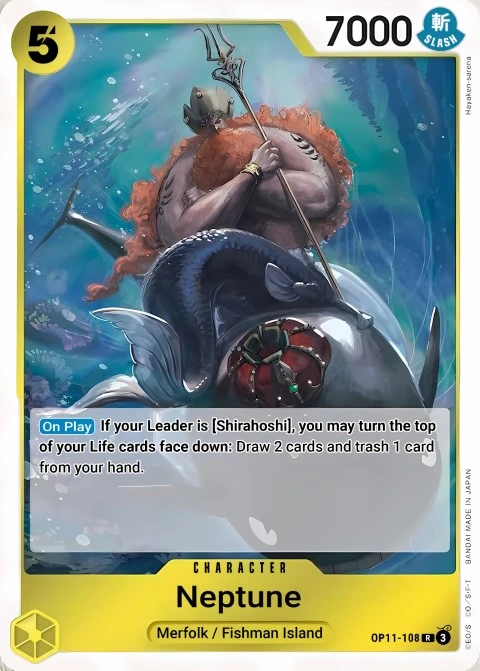 5
7000
斬
SLASH
Hayaken-sarena
On Play If your Leader is [Shirahoshi], you may turn the top
of your Life cards face down: Draw 2 cards and trash 1 card
from your hand.
CHARACTER
Neptune
Merfolk / Fishman Island
OP11-108 R 3
©E.O/S ©O./S・F・T BANDAI MADE IN JAPAN